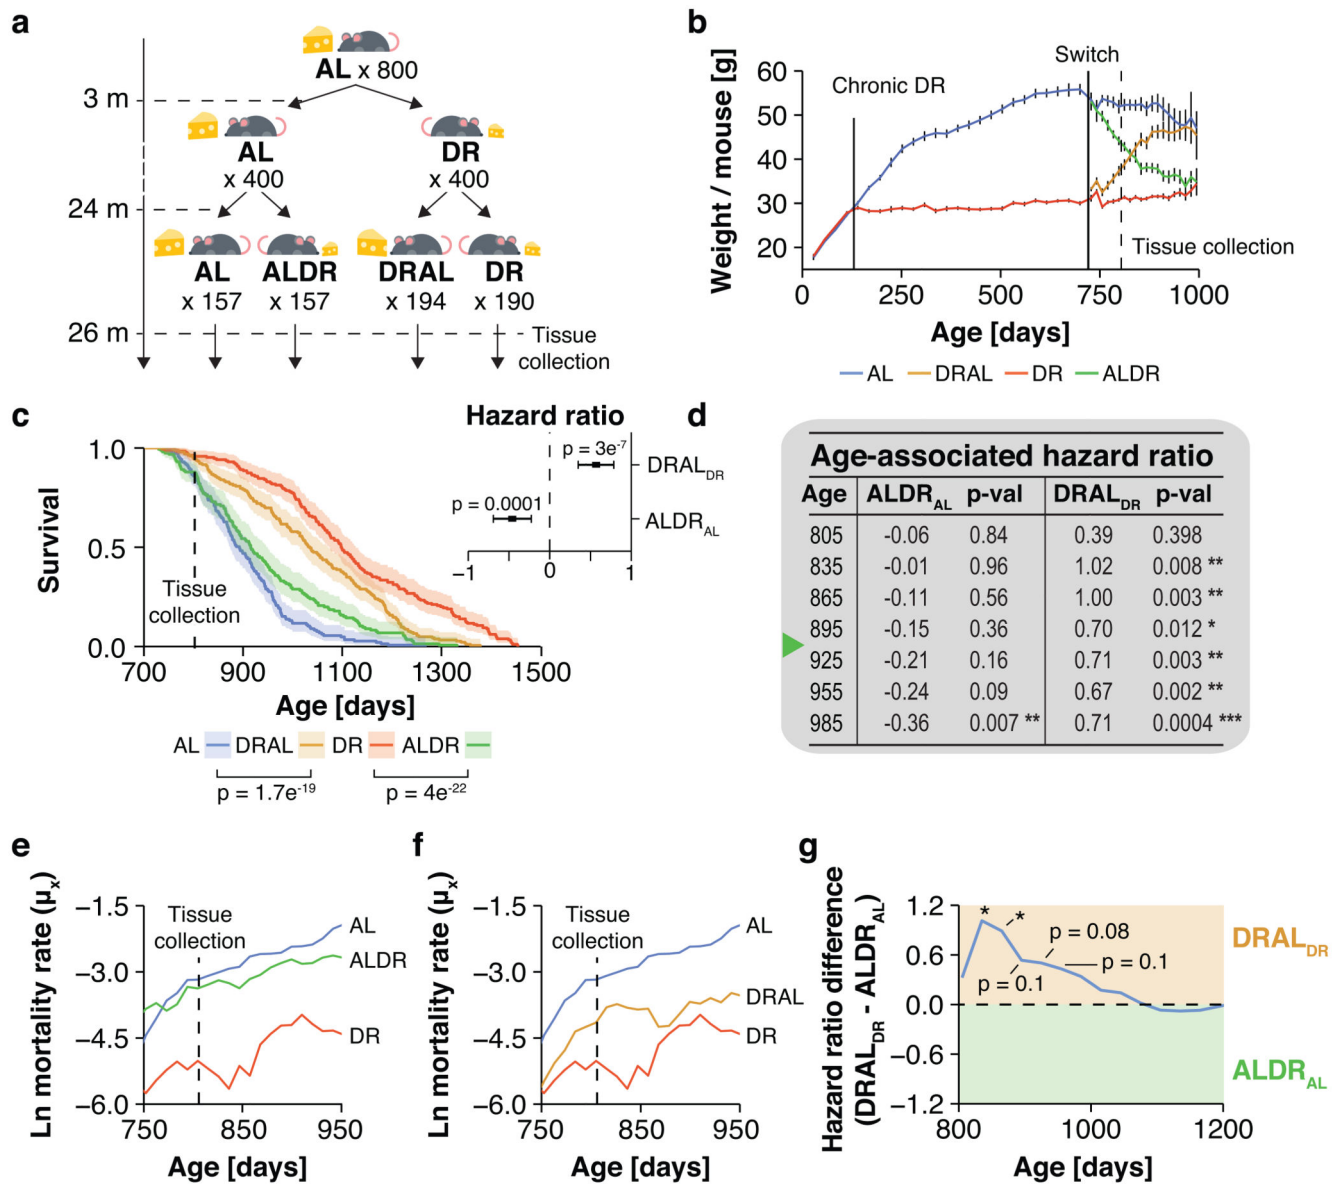 a
AL x 800
3 m
AL
x 400
DR
x 400
24 m
AL
x 157
ALDR
x 157
DRAL
x 194
DR
x 190
26 m
Tissue
collection
b
Weight / mouse [g]
60
50
40
30
20
Chronic DR
Switch
Tissue collection
0
250
500
750
1000
Age [days]
AL DRAL DR ALDR
c
Survival
1.0
0.5
0.0
Tissue
collection
700
900
1100
1300
1500
Age [days]
AL DRAL DR ALDR
p = 1.7e-19
p = 4e-22
Hazard ratio
p = 3e-7
DRALDR
p = 0.0001
ALDRAL
−1
0
1
d
Age-associated hazard ratio
Age ALDRAL p-val DRALDR p-val
805 -0.06 0.84 0.39 0.398
835 -0.01 0.96 1.02 0.008 **
865 -0.11 0.56 1.00 0.003 **
895 -0.15 0.36 0.70 0.012 *
925 -0.21 0.16 0.71 0.003 **
955 -0.24 0.09 0.67 0.002 **
985 -0.36 0.007 ** 0.71 0.0004 ***
e
Ln mortality rate (μx)
−1.5
−3.0
−4.5
−6.0
Tissue
collection
AL
ALDR
DR
750
850
950
Age [days]
f
Ln mortality rate (μx)
−1.5
−3.0
−4.5
−6.0
Tissue
collection
AL
DRAL
DR
750
850
950
Age [days]
g
Hazard ratio difference
(DRALDR - ALDRAL)
1.2
0.6
0.0
−0.6
−1.2
*
*
p = 0.08
p = 0.1
p = 0.1
DRALDR
ALDRAL
800
1000
1200
Age [days]